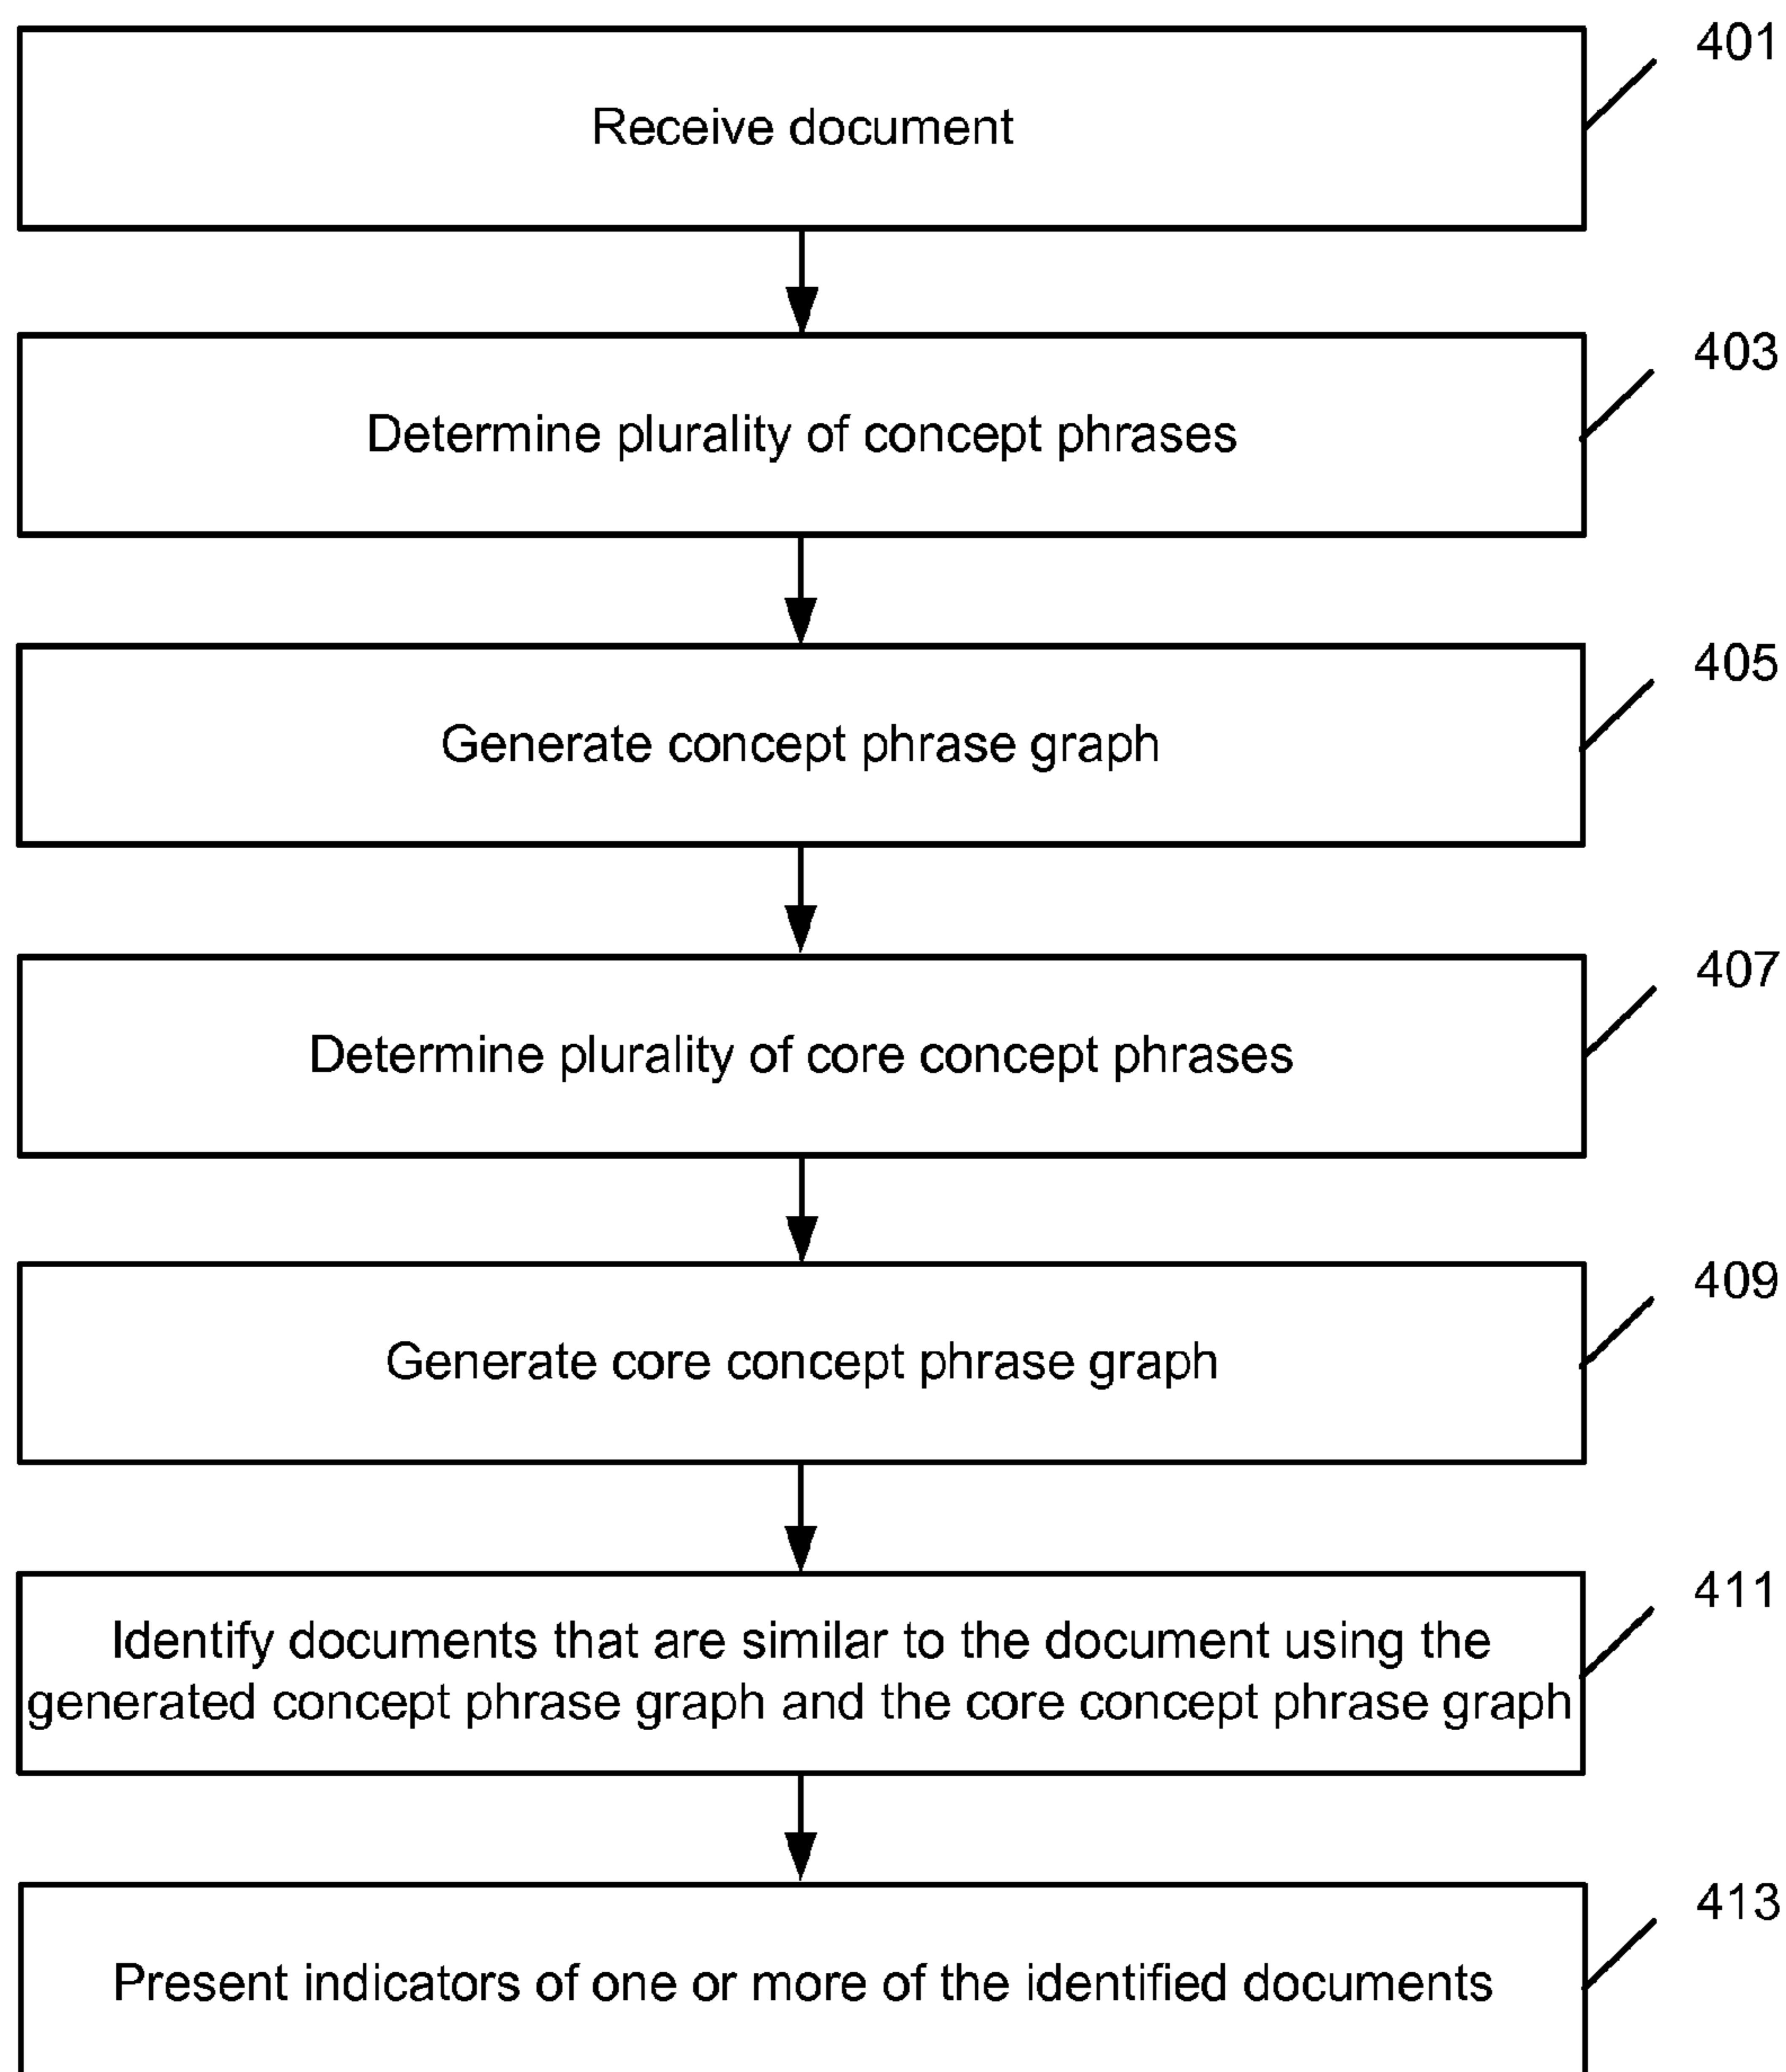 401
Receive document
403
Determine plurality of concept phrases
405
Generate concept phrase graph
407
Determine plurality of core concept phrases
409
Generate core concept phrase graph
411
Identify documents that are similar to the document using the
generated concept phrase graph and the core concept phrase graph
413
Present indicators of one or more of the identified documents